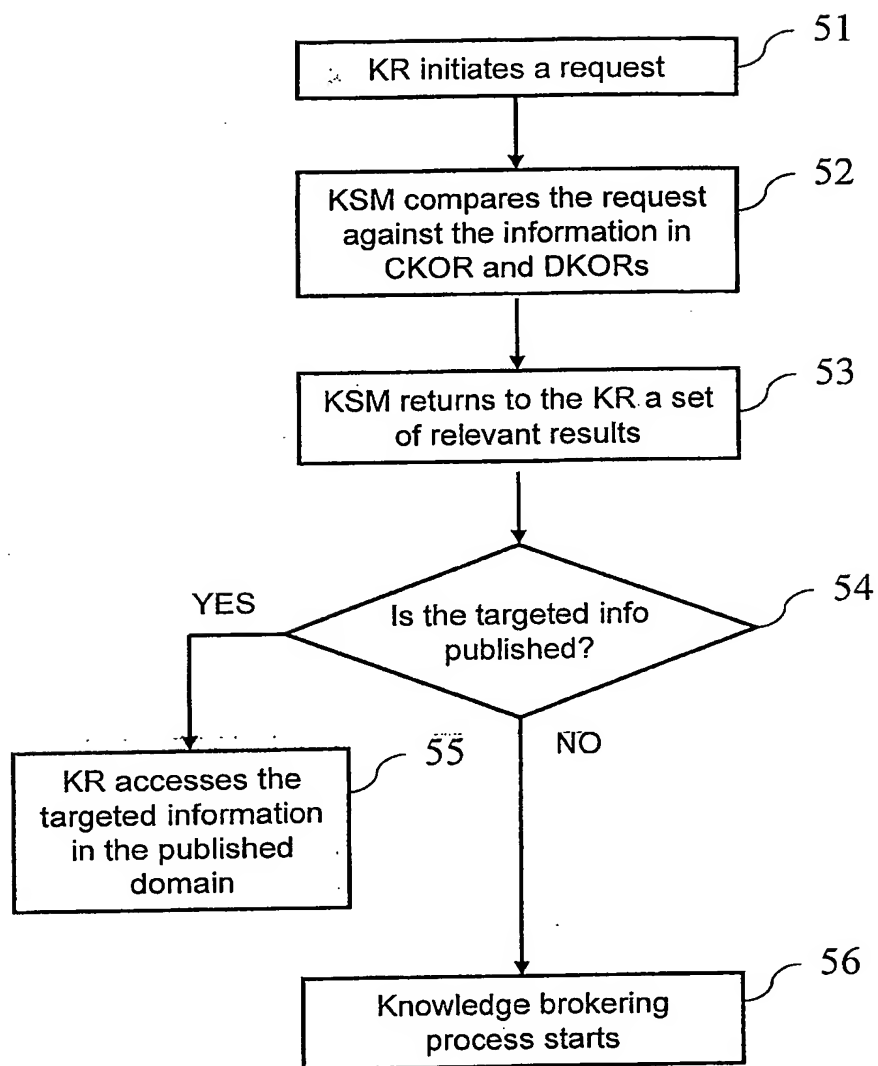 51
KR initiates a request
52
KSM compares the request
against the information in
CKOR and DKORs
53
KSM returns to the KR a set
of relevant results
54
YES
Is the targeted info
published?
55
NO
KR accesses the
targeted information
in the published
domain
56
Knowledge brokering
process starts